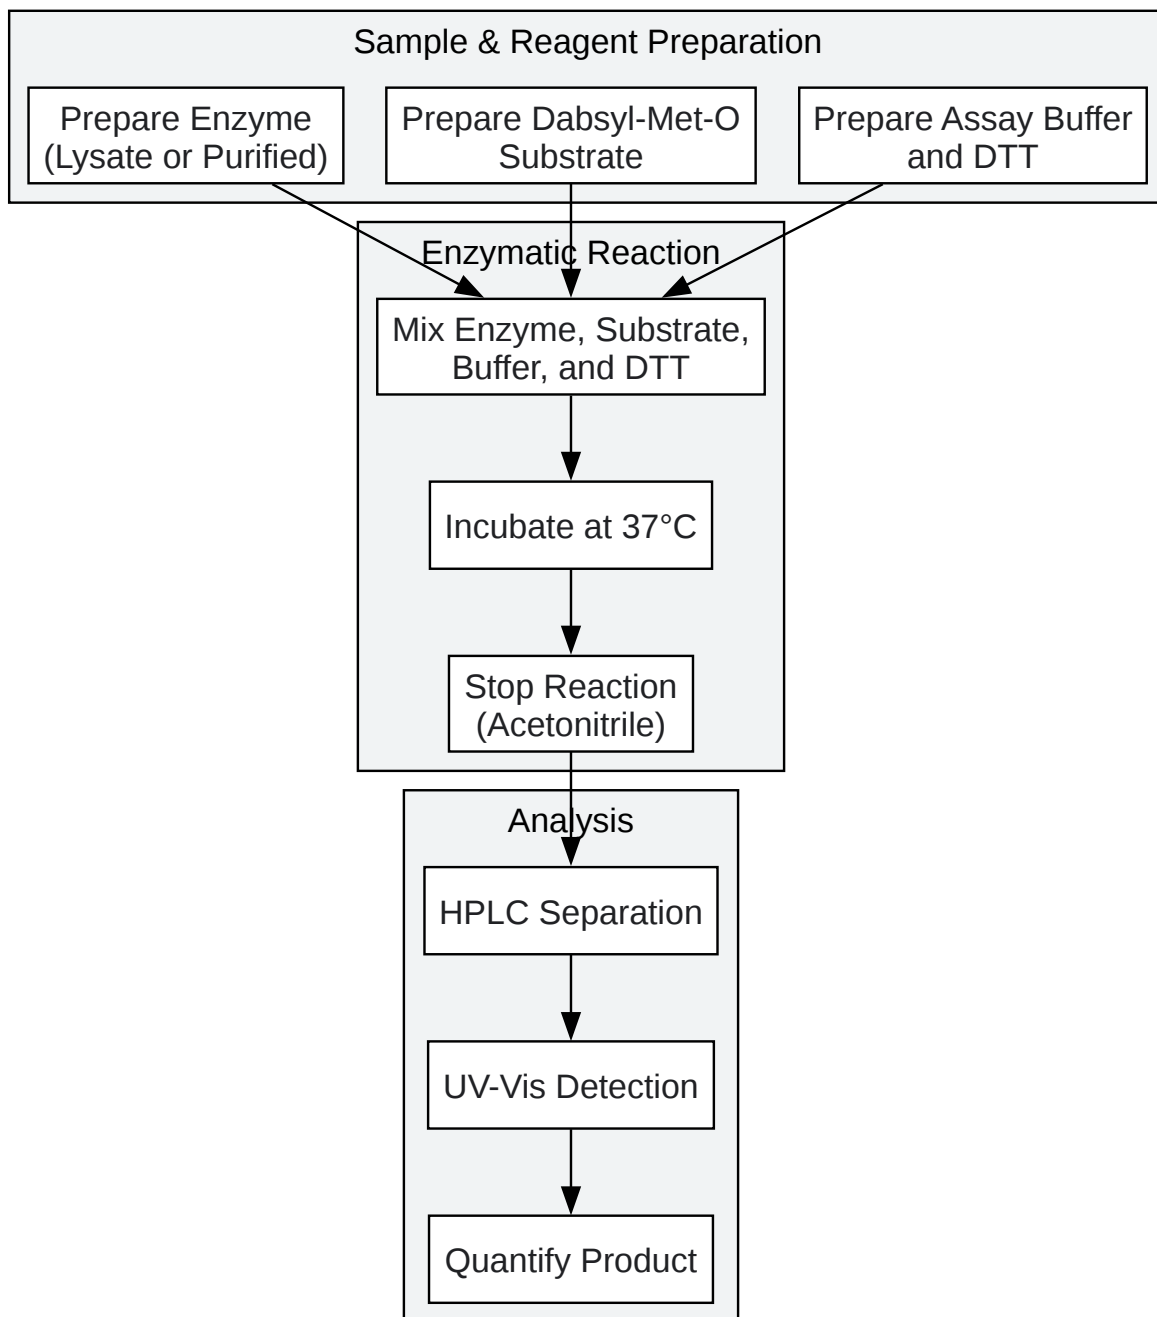 Sample & Reagent Preparation
Prepare Enzyme
(Lysate or Purified)
Prepare Dabsyl-Met-O
Substrate
Prepare Assay Buffer
and DTT
Enzymatic Reaction
Mix Enzyme, Substrate,
Buffer, and DTT
Incubate at 37°C
Stop Reaction
(Acetonitrile)
Analysis
HPLC Separation
UV-Vis Detection
Quantify Product